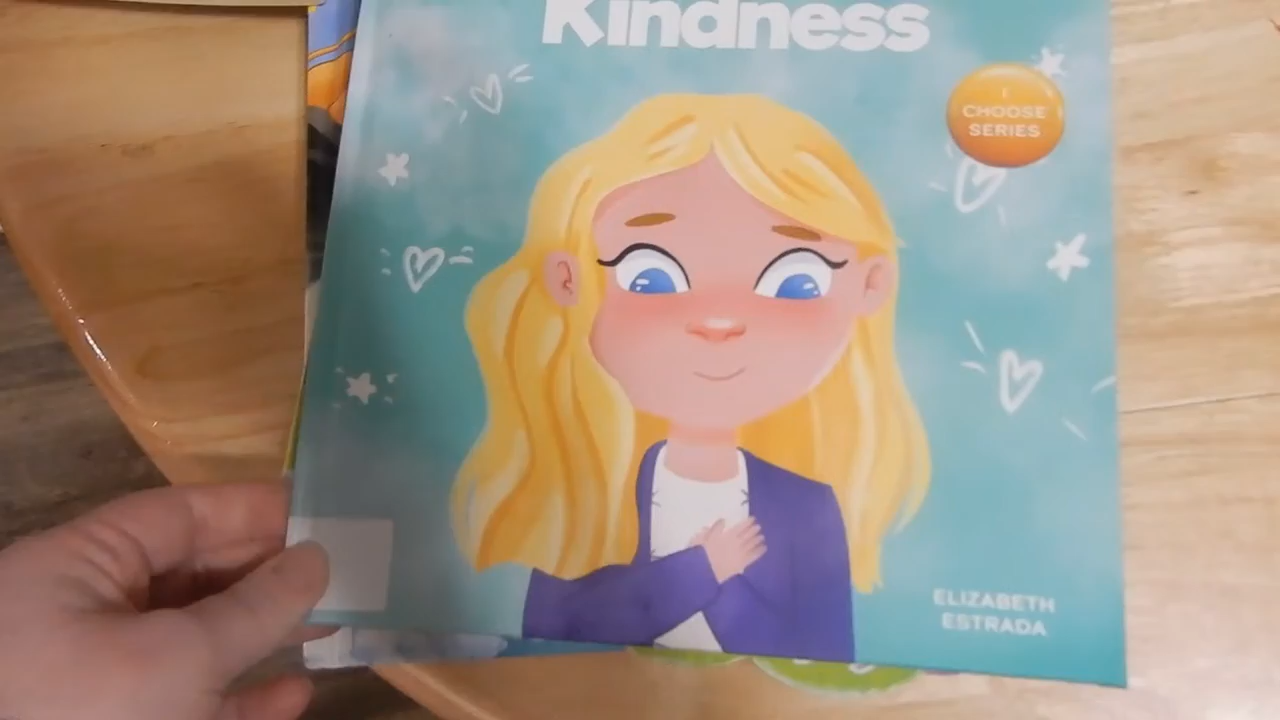 Kindness
I
CHOOSE
SERIES
ELIZABETH
ESTRADA